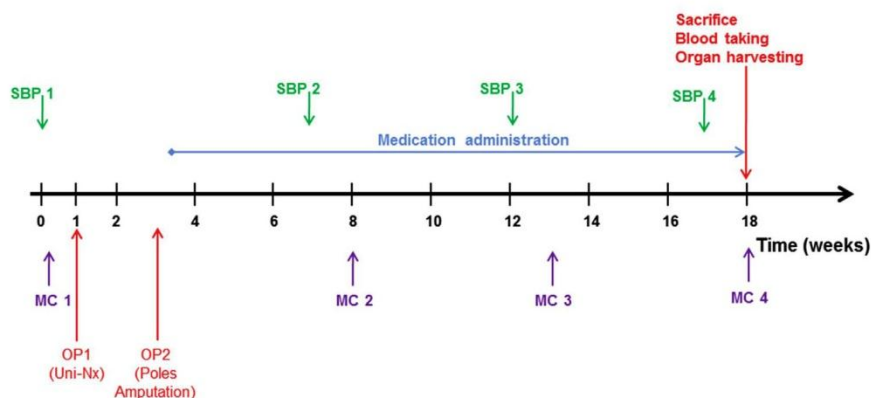 Sacrifice
Blood taking
Organ harvesting
SBP 1
SBP 2
SBP 3
SBP 4
Medication administration
0 1 2 4 6 8 10 12 14 16 18
Time (weeks)
MC 1
MC 2
MC 3
MC 4
OP1
(Uni-Nx)
OP2
(Poles
Amputation)